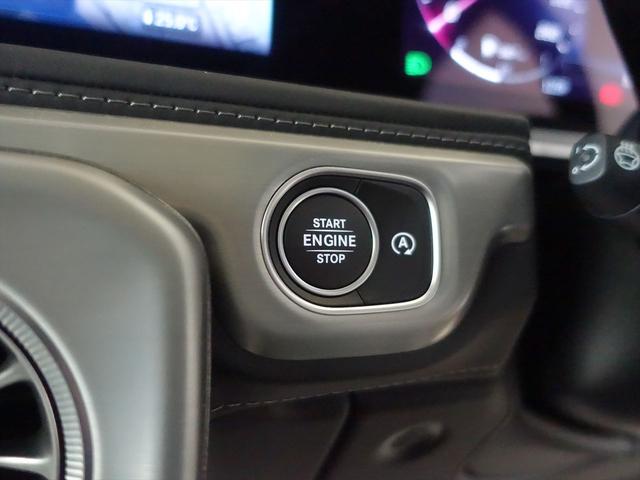 25.0°C
START
ENGINE
STOP
A